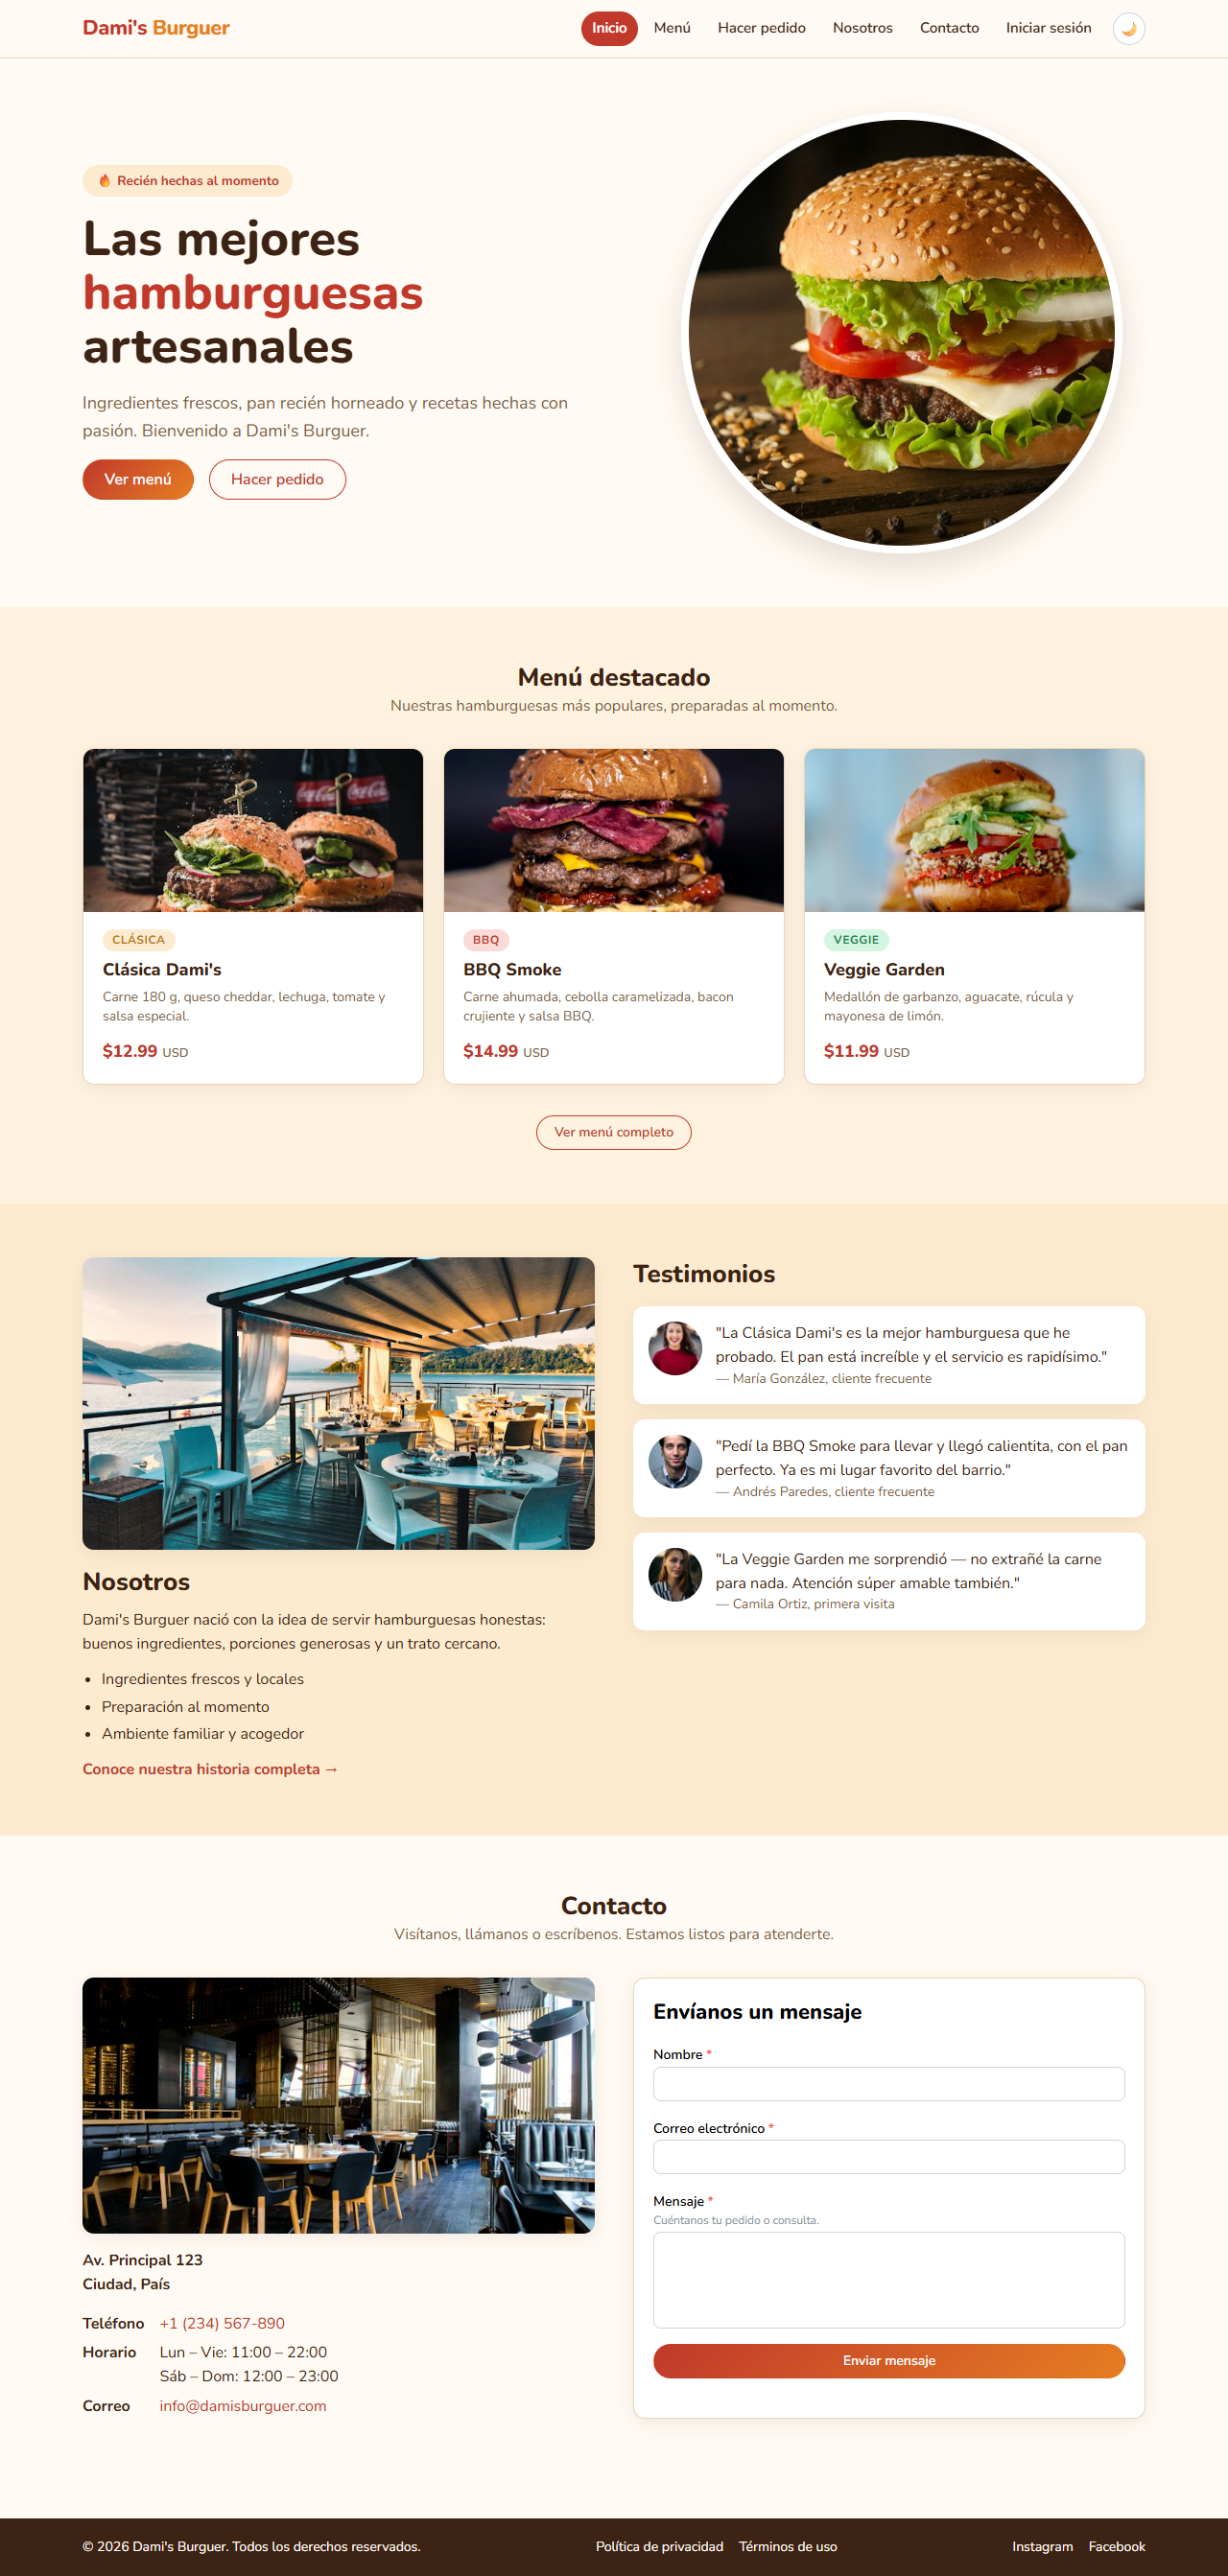 Dami's Burguer
Inicio
Menú
Hacer pedido
Nosotros
Contacto
Iniciar sesión
🔥 Recién hechas al momento
Las mejores
hamburguesas
artesanales
Ingredientes frescos, pan recién horneado y recetas hechas con
pasión. Bienvenido a Dami's Burguer.
Ver menú
Hacer pedido
Menú destacado
Nuestras hamburguesas más populares, preparadas al momento.
Coca-Cola
CLÁSICA
Clásica Dami's
Carne 180 g, queso cheddar, lechuga, tomate y
salsa especial.
$12.99 USD
BBQ
BBQ Smoke
Carne ahumada, cebolla caramelizada, bacon
crujiente y salsa BBQ.
$14.99 USD
VEGGIE
Veggie Garden
Medallón de garbanzo, aguacate, rúcula y
mayonesa de limón.
$11.99 USD
Ver menú completo
Nosotros
Dami's Burguer nació con la idea de servir hamburguesas honestas:
buenos ingredientes, porciones generosas y un trato cercano.
• Ingredientes frescos y locales
• Preparación al momento
• Ambiente familiar y acogedor
Conoce nuestra historia completa →
Testimonios
"La Clásica Dami's es la mejor hamburguesa que he
probado. El pan está increíble y el servicio es rapidísimo."
— María González, cliente frecuente
"Pedí la BBQ Smoke para llevar y llegó calientita, con el pan
perfecto. Ya es mi lugar favorito del barrio."
— Andrés Paredes, cliente frecuente
"La Veggie Garden me sorprendió — no extrañé la carne
para nada. Atención súper amable también."
— Camila Ortiz, primera visita
Contacto
Visítanos, llámanos o escríbenos. Estamos listos para atenderte.
Av. Principal 123
Ciudad, País
Teléfono +1 (234) 567-890
Horario Lun – Vie: 11:00 – 22:00
Sáb – Dom: 12:00 – 23:00
Correo info@damisburguer.com
Envíanos un mensaje
Nombre *
Correo electrónico *
Mensaje *
Cuéntanos tu pedido o consulta.
Enviar mensaje
© 2026 Dami's Burguer. Todos los derechos reservados.
Política de privacidad
Términos de uso
Instagram
Facebook